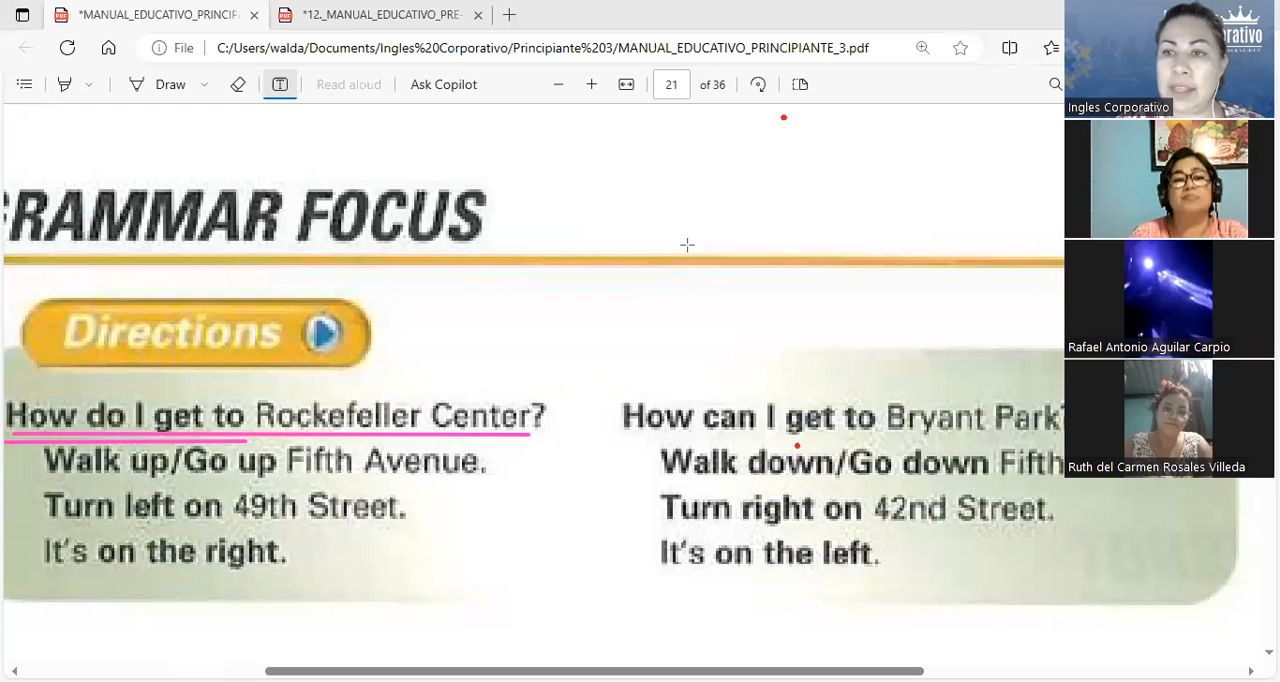 *MANUAL_EDUCATIVO_PRINCIP
*12._MANUAL_EDUCATIVO_PRE-
File
C:/Users/walda/Documents/Ingles%20Corporativo/Principiante%203/MANUAL_EDUCATIVO_PRINCIPIANTE_3.pdf
Draw
Read aloud
Ask Copilot
21
of 36
GRAMMAR FOCUS
Directions
How do I get to Rockefeller Center?
Walk up/Go up Fifth Avenue.
Turn left on 49th Street.
It's on the right.
How can I get to Bryant Park?
Walk down/Go down Fifth
Turn right on 42nd Street.
It's on the left.
Ingles Corporativo
Rafael Antonio Aguilar Carpio
Ruth del Carmen Rosales Villeda